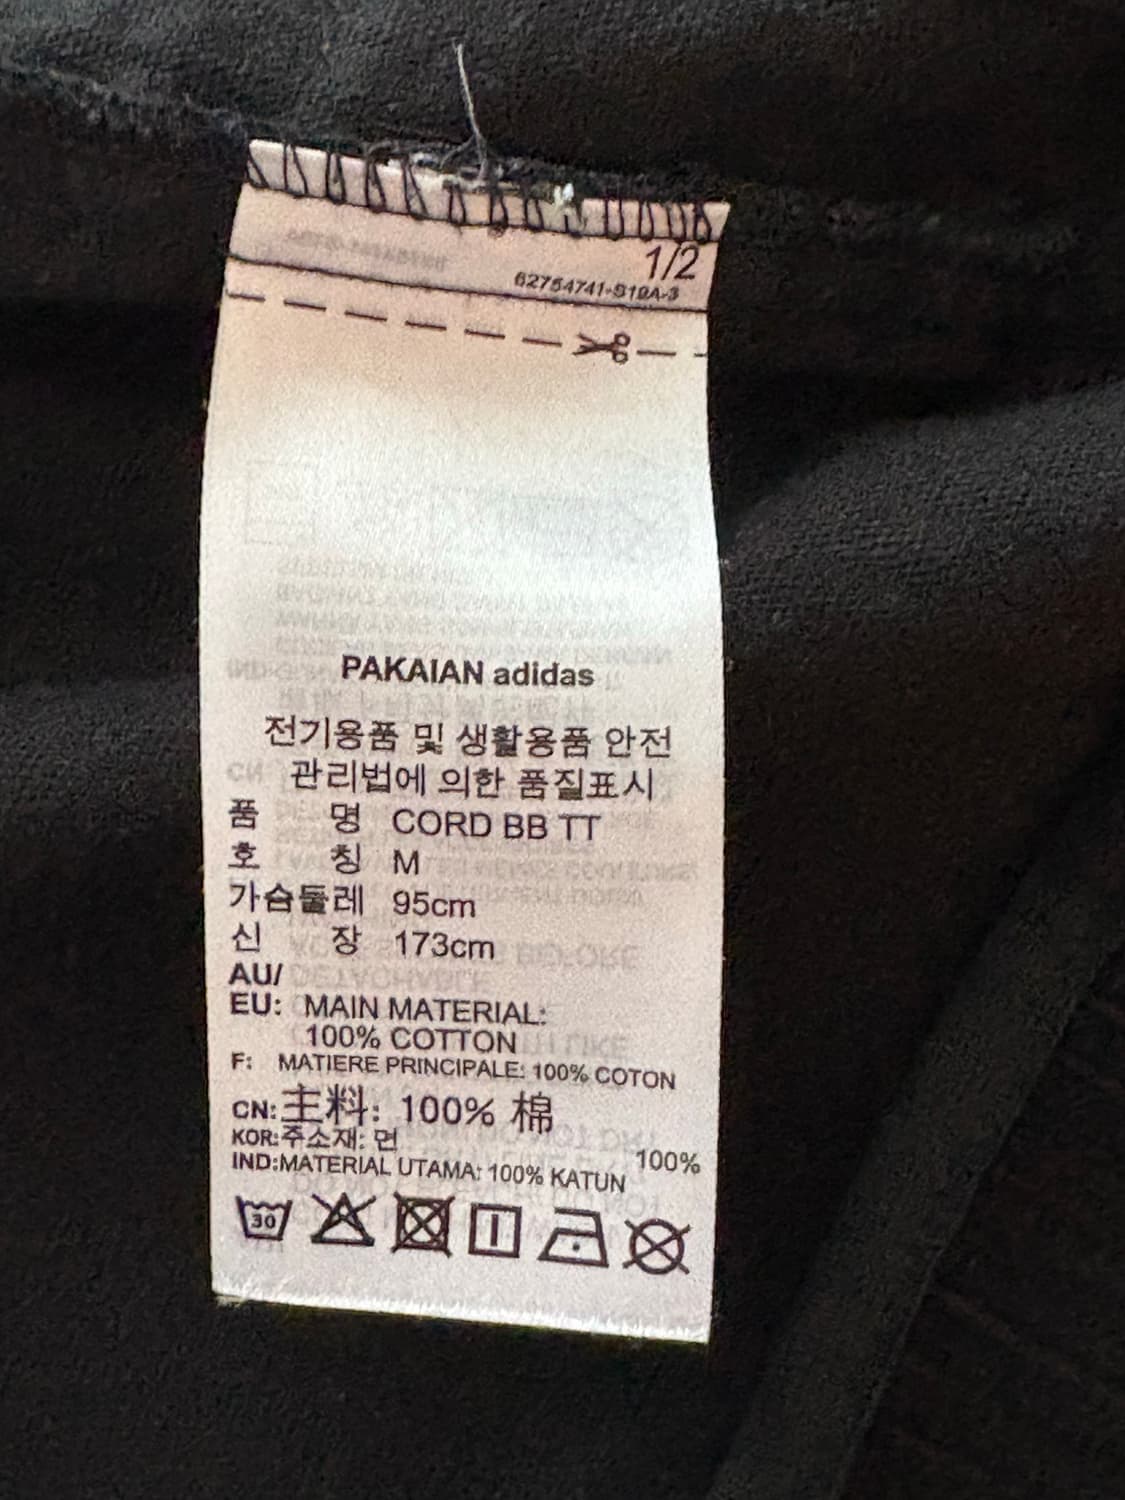 1/2
62754741-S19A-3
PAKAIAN adidas
전기용품 및 생활용품 안전
관리법에 의한 품질표시
품 명 CORD BB TT
호 칭 M
가슴둘레 95cm
신 장 173cm
AU/
EU: MAIN MATERIAL:
100% COTTON
F: MATIERE PRINCIPALE: 100% COTON
CN:主料: 100% 棉
KOR:주소재: 면 100%
IND:MATERIAL UTAMA: 100% KATUN
30